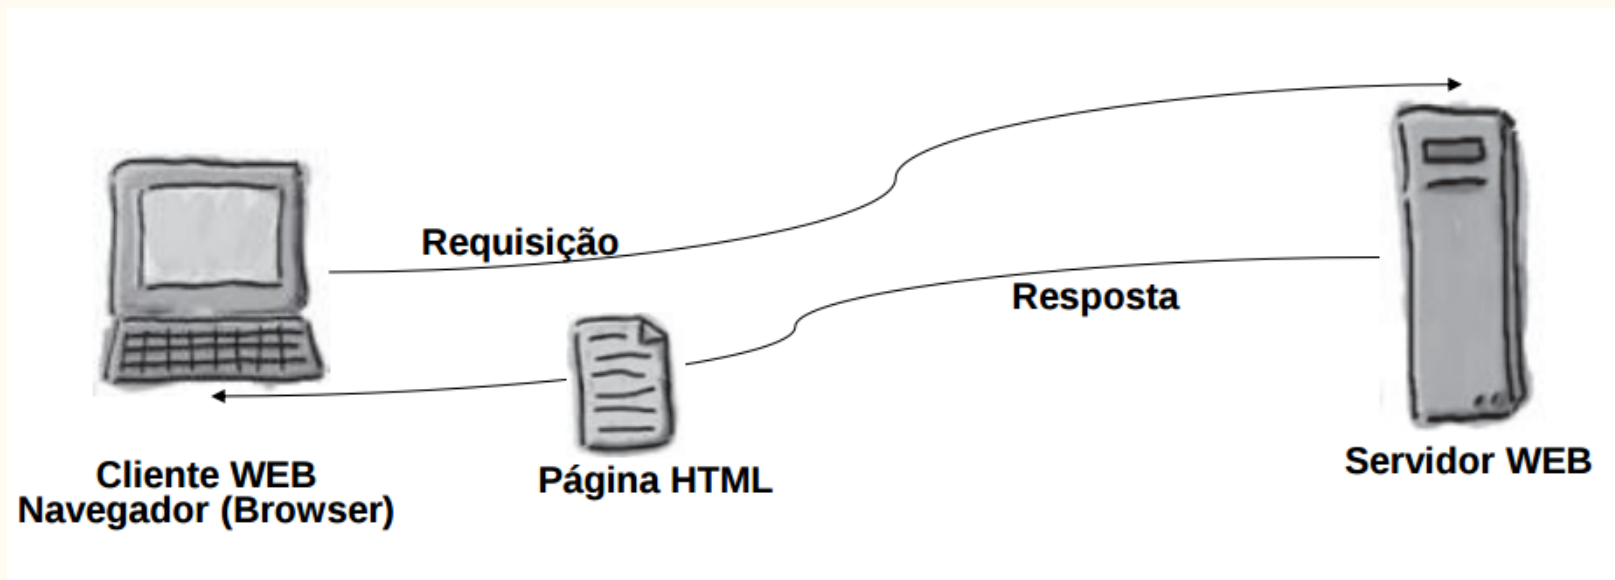 Requisição
Resposta
Cliente WEB
Navegador (Browser)
Página HTML
Servidor WEB